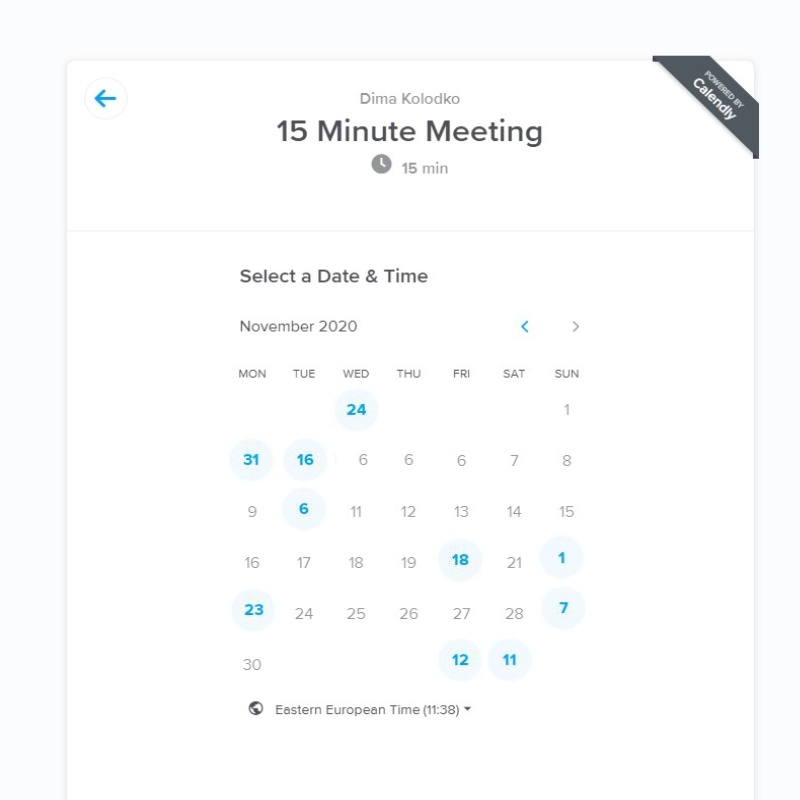 POWERED BY
Calendly
Dima Kolodko
15 Minute Meeting
15 min
Select a Date & Time
November 2020
MON TUE WED THU FRI SAT SUN
24 1
31 16 6 6 6 7 8
9 6 11 12 13 14 15
16 17 18 19 18 21 1
23 24 25 26 27 28 7
30 12 11
Eastern European Time (11:38)